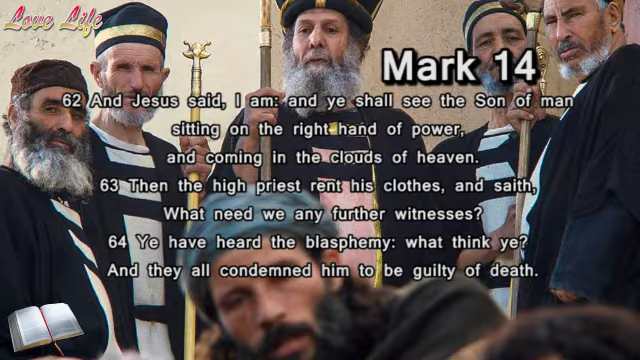 Love Life
Mark 14
62 And Jesus said, I am: and ye shall see the Son of man
sitting on the right hand of power,
and coming in the clouds of heaven.
63 Then the high priest rent his clothes, and saith,
What need we any further witnesses?
64 Ye have heard the blasphemy: what think ye?
And they all condemned him to be guilty of death.